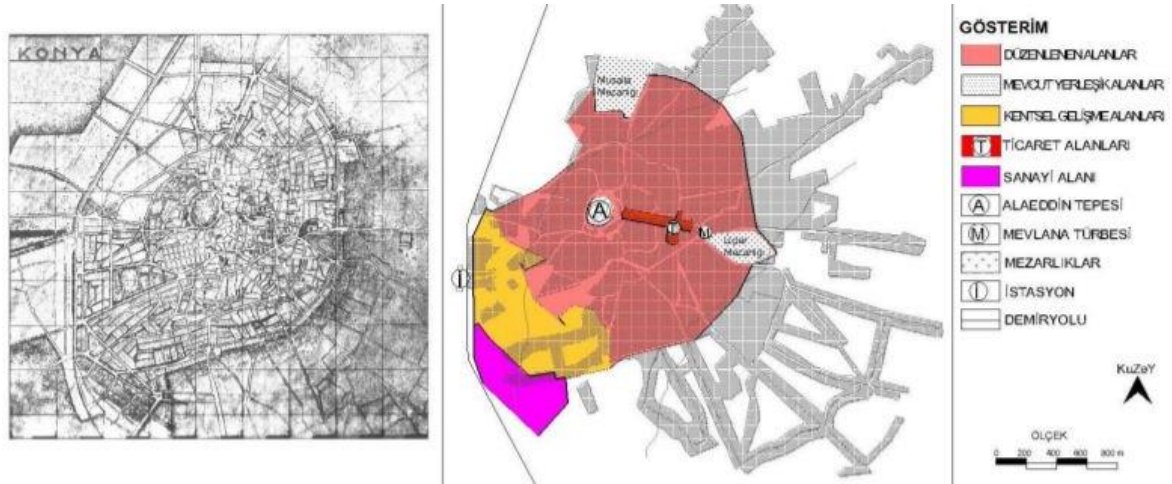 KONYA
Musalla
Mezarlığı
A
T
M
Üçler
Mezarlığı
İ
GÖSTERİM
DÜZENLENEN ALANLAR
MEVCUT YERLEŞİK ALANLAR
KENTSEL GELİŞME ALANLARI
T TİCARET ALANLARI
SANAYİ ALANI
A ALAEDDİN TEPESİ
M MEVLANA TÜRBESİ
MEZARLIKLAR
İ İSTASYON
DEMİRYOLU
KuZeY
ÖLÇEK
0 200 400 600 800 m